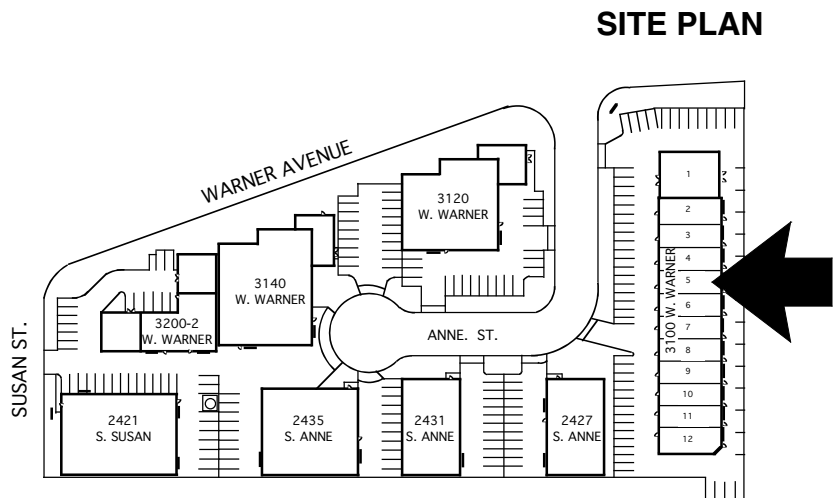 SITE PLAN
WARNER AVENUE
3120
W. WARNER
3140
W. WARNER
3200-2
W. WARNER
ANNE. ST.
SUSAN ST.
2421
S. SUSAN
2435
S. ANNE
2431
S. ANNE
2427
S. ANNE
3100 W. WARNER
1
2
3
4
5
6
7
8
9
10
11
12